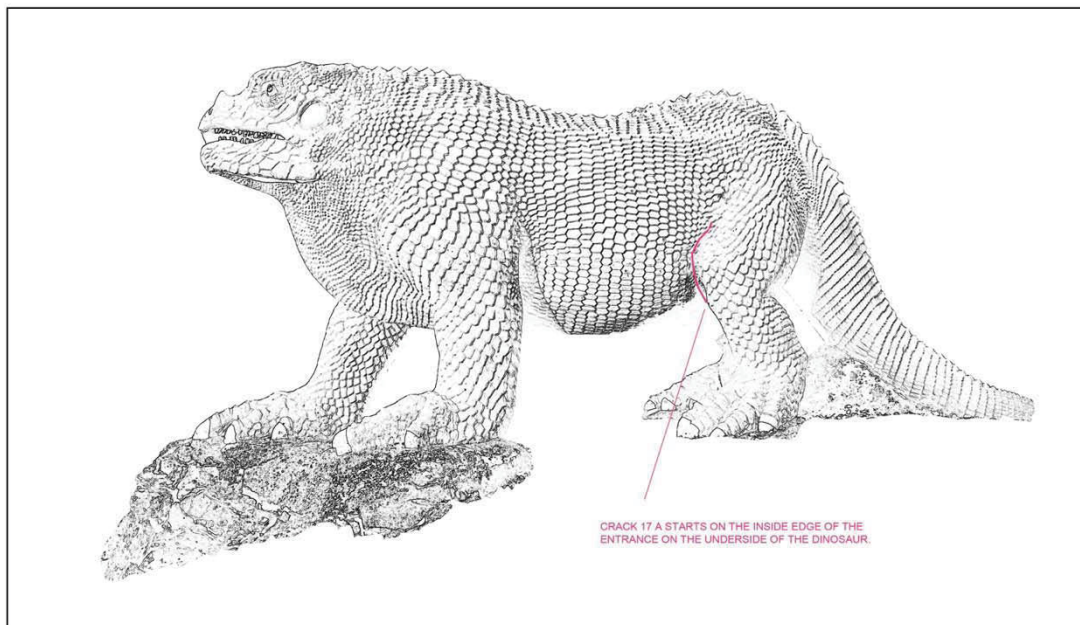 CRACK 17 A STARTS ON THE INSIDE EDGE OF THE
ENTRANCE ON THE UNDERSIDE OF THE DINOSAUR.